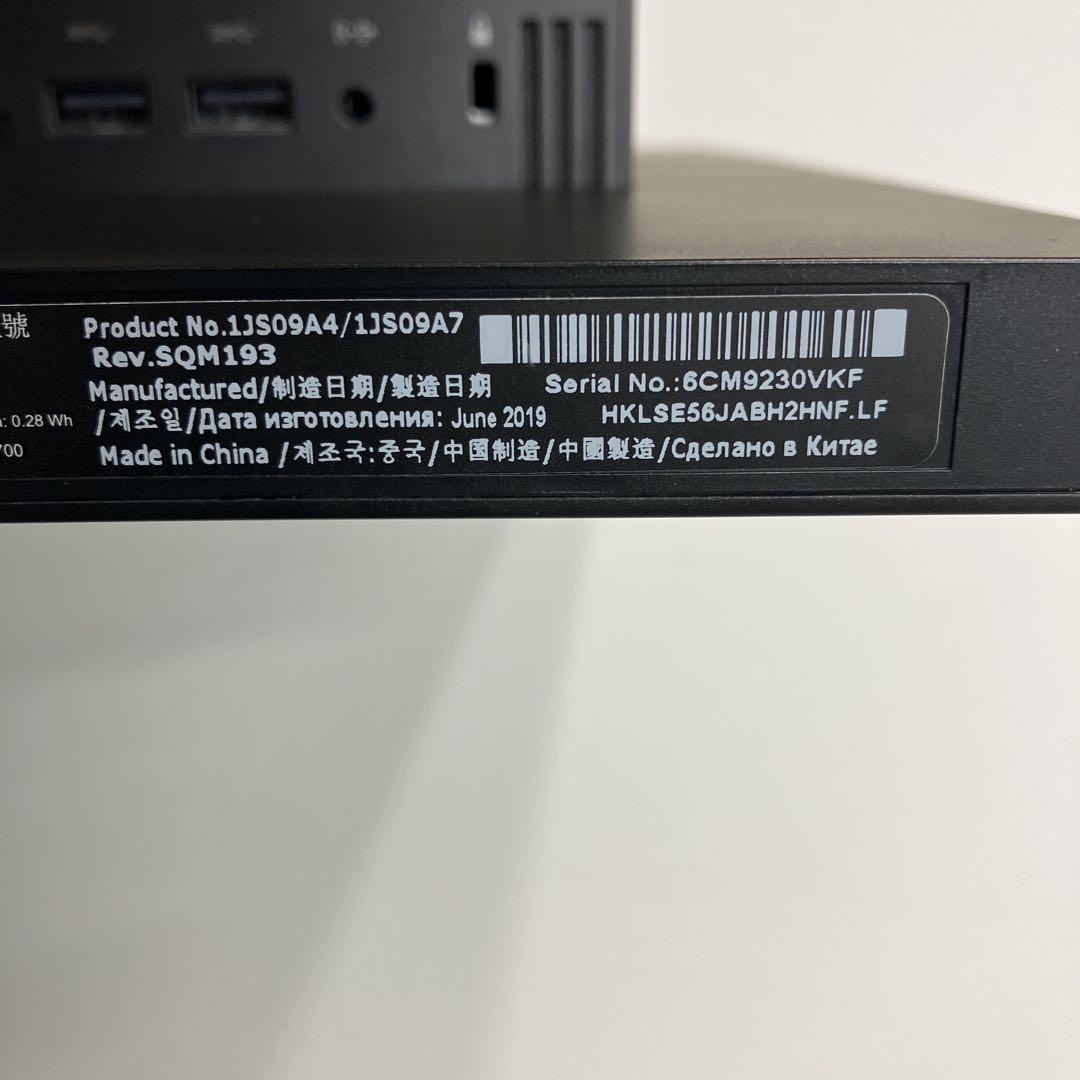 號
Product No.1JS09A4/1JS09A7
Rev.SQM193
Manufactured/制造日期/製造日期
Serial No.:6CM9230VKF
: 0.28 Wh
/제조일/Дата изготовления: June 2019
HKLSE56JABH2HNF.LF
700
Made in China /제조국:중국/中国制造/中國製造/Сделано в Китае